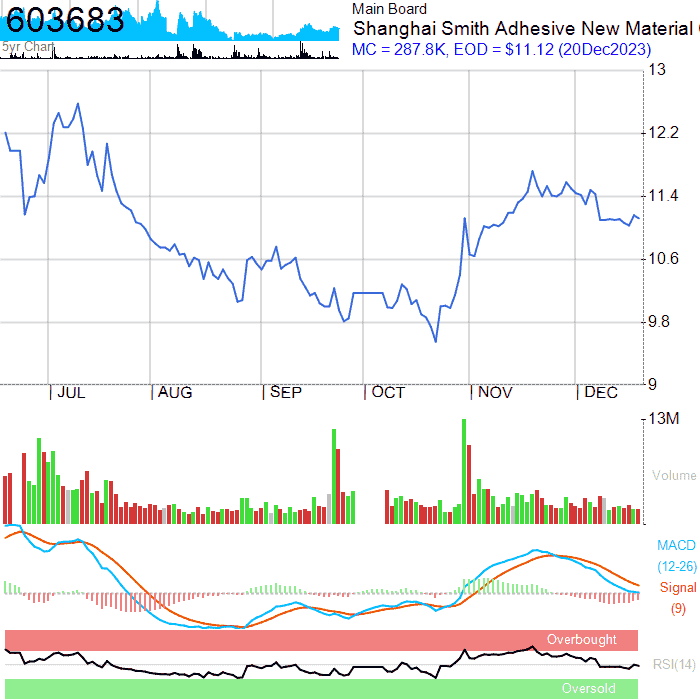 603683
5yr Chart
Main Board
Shanghai Smith Adhesive New Material
MC = 287.8K, EOD = $11.12 (20Dec2023)
13
12.2
11.4
10.6
9.8
9
JUL AUG SEP OCT NOV DEC
13M
Volume
MACD
(12-26)
Signal
(9)
Overbought
RSI(14)
Oversold